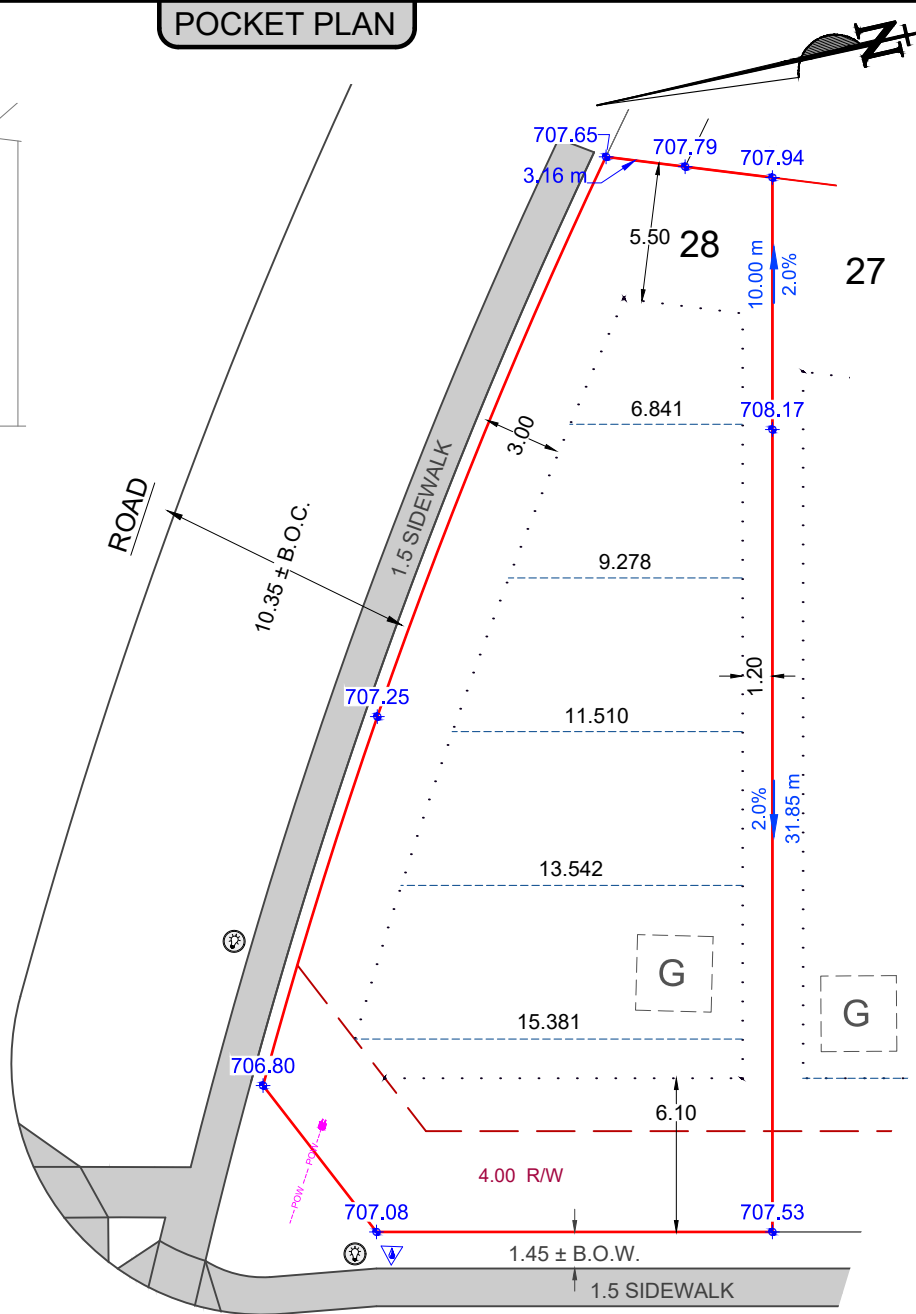 POCKET PLAN
N
707.65
707.79
707.94
3.16 m
5.50
28
10.00 m
2.0%
27
6.841
708.17
3.00
ROAD
10.35 ± B.O.C.
1.5 SIDEWALK
9.278
1.20
707.25
11.510
2.0%
31.85 m
13.542
G
G
15.381
706.80
6.10
POW
POW
4.00 R/W
707.08
707.53
1.45 ± B.O.W.
1.5 SIDEWALK